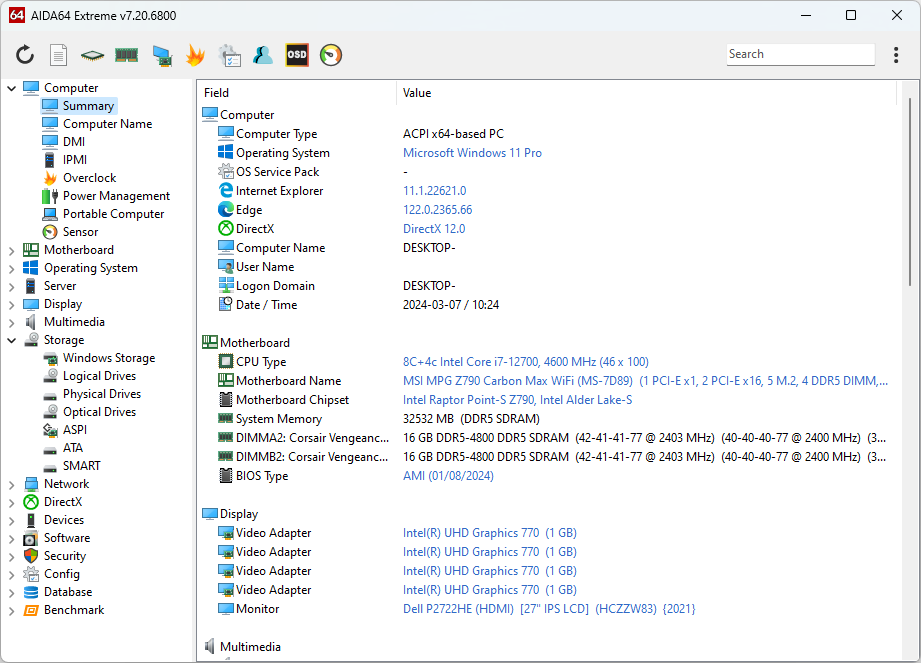 64 AIDA64 Extreme v7.20.6800
OSD
Search
Computer
Summary
Computer Name
DMI
IPMI
Overclock
Power Management
Portable Computer
Sensor
Motherboard
Operating System
Server
Display
Multimedia
Storage
Windows Storage
Logical Drives
Physical Drives
Optical Drives
ASPI
ATA
SMART
Network
DirectX
Devices
Software
Security
Config
Database
Benchmark
Field Value
Computer
Computer Type ACPI x64-based PC
Operating System Microsoft Windows 11 Pro
OS Service Pack -
Internet Explorer 11.1.22621.0
Edge 122.0.2365.66
DirectX DirectX 12.0
Computer Name DESKTOP-
User Name
Logon Domain DESKTOP-
Date / Time 2024-03-07 / 10:24
Motherboard
CPU Type 8C+4c Intel Core i7-12700, 4600 MHz (46 x 100)
Motherboard Name MSI MPG Z790 Carbon Max WiFi (MS-7D89) (1 PCI-E x1, 2 PCI-E x16, 5 M.2, 4 DDR5 DIMM,...
Motherboard Chipset Intel Raptor Point-S Z790, Intel Alder Lake-S
System Memory 32532 MB (DDR5 SDRAM)
DIMMA2: Corsair Vengeanc... 16 GB DDR5-4800 DDR5 SDRAM (42-41-41-77 @ 2403 MHz) (40-40-40-77 @ 2400 MHz) (3...
DIMMB2: Corsair Vengeanc... 16 GB DDR5-4800 DDR5 SDRAM (42-41-41-77 @ 2403 MHz) (40-40-40-77 @ 2400 MHz) (3...
BIOS Type AMI (01/08/2024)
Display
Video Adapter Intel(R) UHD Graphics 770 (1 GB)
Video Adapter Intel(R) UHD Graphics 770 (1 GB)
Video Adapter Intel(R) UHD Graphics 770 (1 GB)
Video Adapter Intel(R) UHD Graphics 770 (1 GB)
Monitor Dell P2722HE (HDMI) [27" IPS LCD] (HCZZW83) {2021}
Multimedia